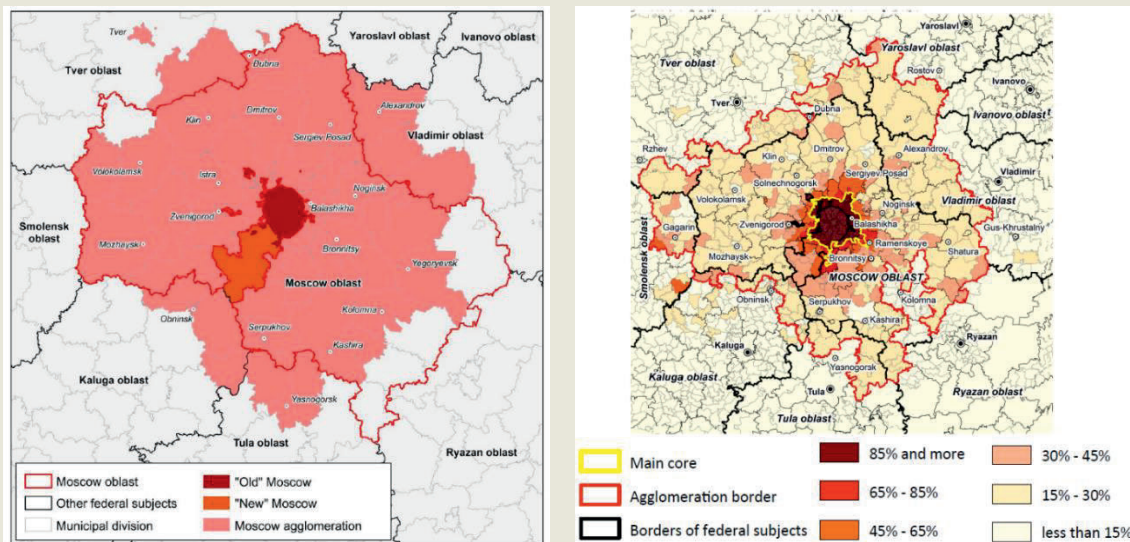 Tver
Yaroslavl oblast
Ivanovo oblast
Tver oblast
Dubna
Alexandrov
Klin
Dmitrov
Sergiev Posad
Vladimir oblast
Volokolamsk
Istra
Noginsk
Zvenigorod
Balashikha
Smolensk
oblast
Mozhaysk
Bronnitsy
Yegoryevsk
Moscow oblast
Obninsk
Kolomna
Serpukhov
Kashira
Kaluga oblast
Yasnogorsk
Tula oblast
Ryazan oblast
Moscow oblast
Other federal subjects
Municipal division
"Old" Moscow
"New" Moscow
Moscow agglomeration
Yaroslavl
Yaroslavl oblast
Tver oblast
Rostov
Ivanovo
Tver
Dubna
Ivanovo oblast
Rzhev
Klin
Dmitrov
Alexandrov
Solnechnogorsk
Sergiyev Posad
Vladimir
Volokolamsk
Noginsk
Vladimir oblast
Gagarin
Zvenigorod
Balashikha
Gus-Khrustalny
Smolensk oblast
Mozhaysk
Ramenskoye
Shatura
Bronnitsy
MOSCOW OBLAST
Obninsk
Serpukhov
Kolomna
Kashira
Kaluga
Ryazan
Kaluga oblast
Yasnogorsk
Tula
Ryazan oblast
Tula oblast
Main core
Agglomeration border
Borders of federal subjects
85% and more
65% - 85%
45% - 65%
30% - 45%
15% - 30%
less than 15%